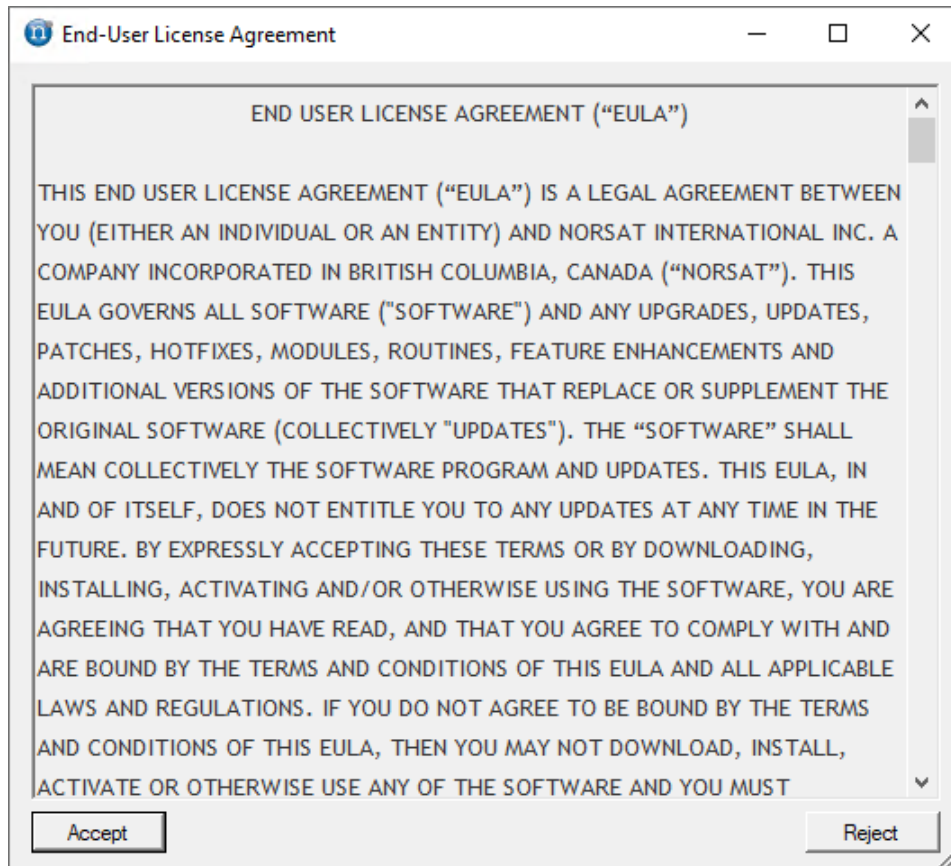 End-User License Agreement
END USER LICENSE AGREEMENT (“EULA”)
THIS END USER LICENSE AGREEMENT (“EULA”) IS A LEGAL AGREEMENT BETWEEN
YOU (EITHER AN INDIVIDUAL OR AN ENTITY) AND NORSAT INTERNATIONAL INC. A
COMPANY INCORPORATED IN BRITISH COLUMBIA, CANADA (“NORSAT”). THIS
EULA GOVERNS ALL SOFTWARE ("SOFTWARE") AND ANY UPGRADES, UPDATES,
PATCHES, HOTFIXES, MODULES, ROUTINES, FEATURE ENHANCEMENTS AND
ADDITIONAL VERSIONS OF THE SOFTWARE THAT REPLACE OR SUPPLEMENT THE
ORIGINAL SOFTWARE (COLLECTIVELY "UPDATES"). THE “SOFTWARE” SHALL
MEAN COLLECTIVELY THE SOFTWARE PROGRAM AND UPDATES. THIS EULA, IN
AND OF ITSELF, DOES NOT ENTITLE YOU TO ANY UPDATES AT ANY TIME IN THE
FUTURE. BY EXPRESSLY ACCEPTING THESE TERMS OR BY DOWNLOADING,
INSTALLING, ACTIVATING AND/OR OTHERWISE USING THE SOFTWARE, YOU ARE
AGREEING THAT YOU HAVE READ, AND THAT YOU AGREE TO COMPLY WITH AND
ARE BOUND BY THE TERMS AND CONDITIONS OF THIS EULA AND ALL APPLICABLE
LAWS AND REGULATIONS. IF YOU DO NOT AGREE TO BE BOUND BY THE TERMS
AND CONDITIONS OF THIS EULA, THEN YOU MAY NOT DOWNLOAD, INSTALL,
ACTIVATE OR OTHERWISE USE ANY OF THE SOFTWARE AND YOU MUST
Accept
Reject